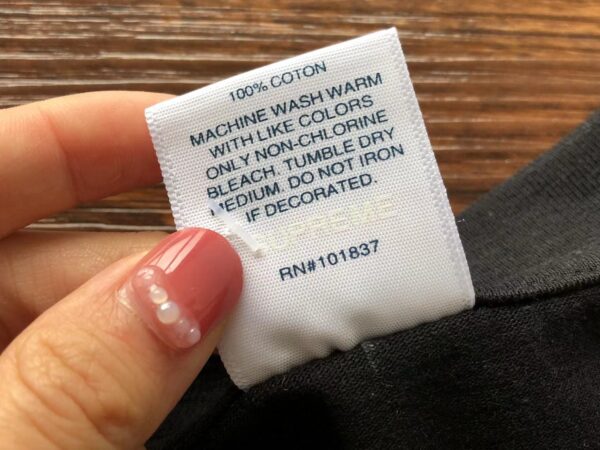 100% COTON
MACHINE WASH WARM
WITH LIKE COLORS
ONLY NON-CHLORINE
BLEACH. TUMBLE DRY
MEDIUM. DO NOT IRON
IF DECORATED.
SUPREME
RN#101837